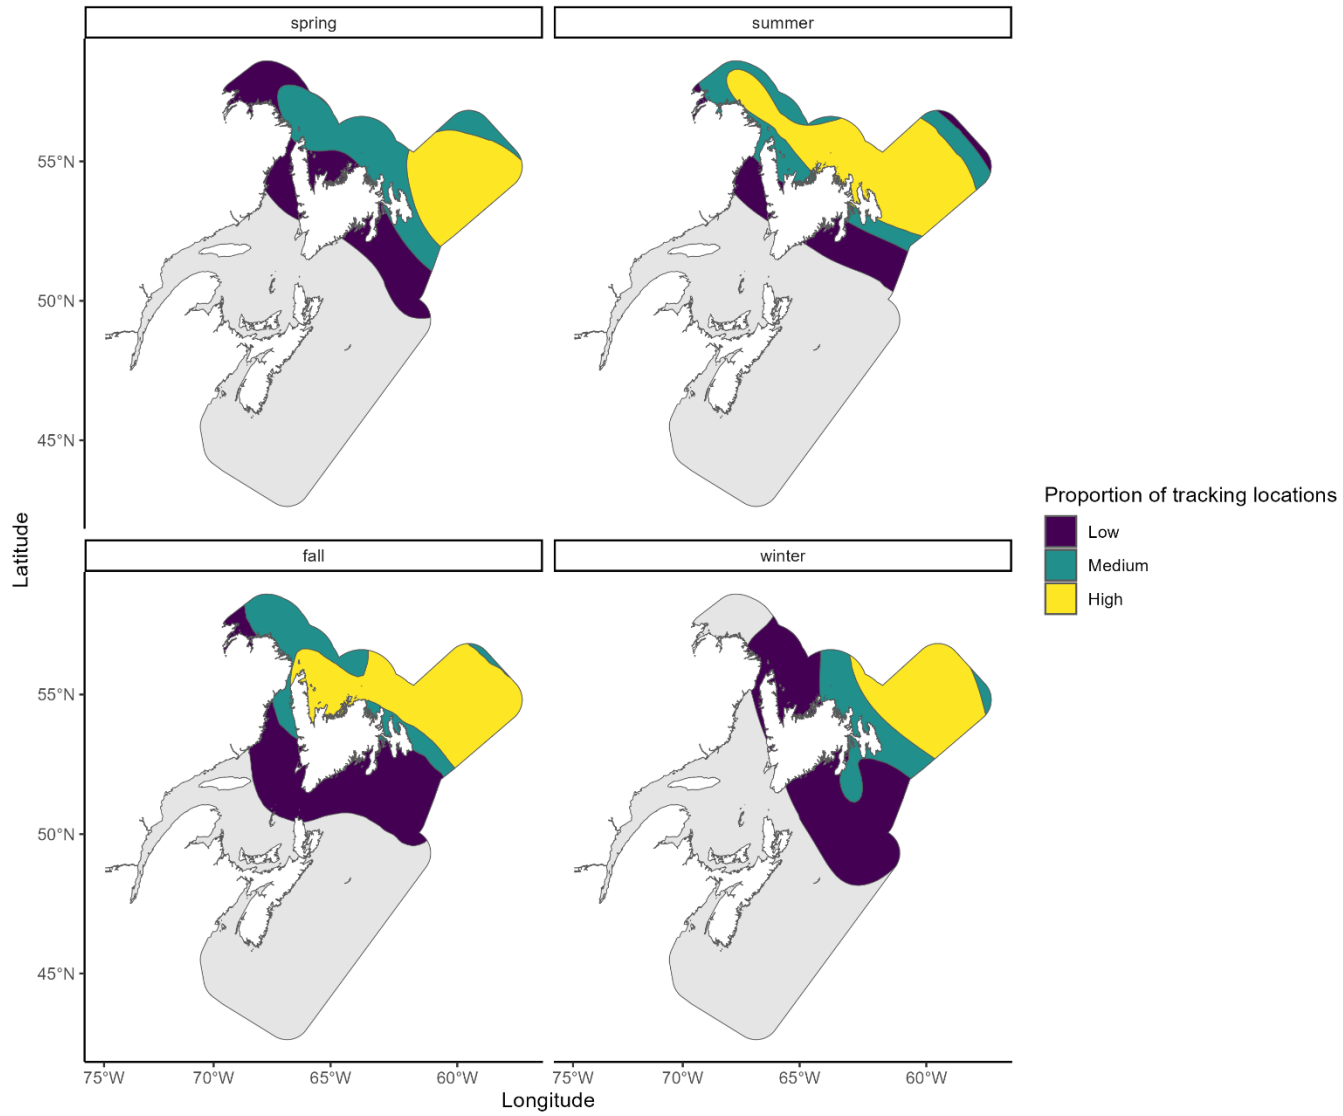 spring
summer
55°N
50°N
45°N
Latitude
fall
winter
55°N
50°N
45°N
75°W
70°W
65°W
60°W
75°W
70°W
65°W
60°W
Longitude
Proportion of tracking locations
Low
Medium
High